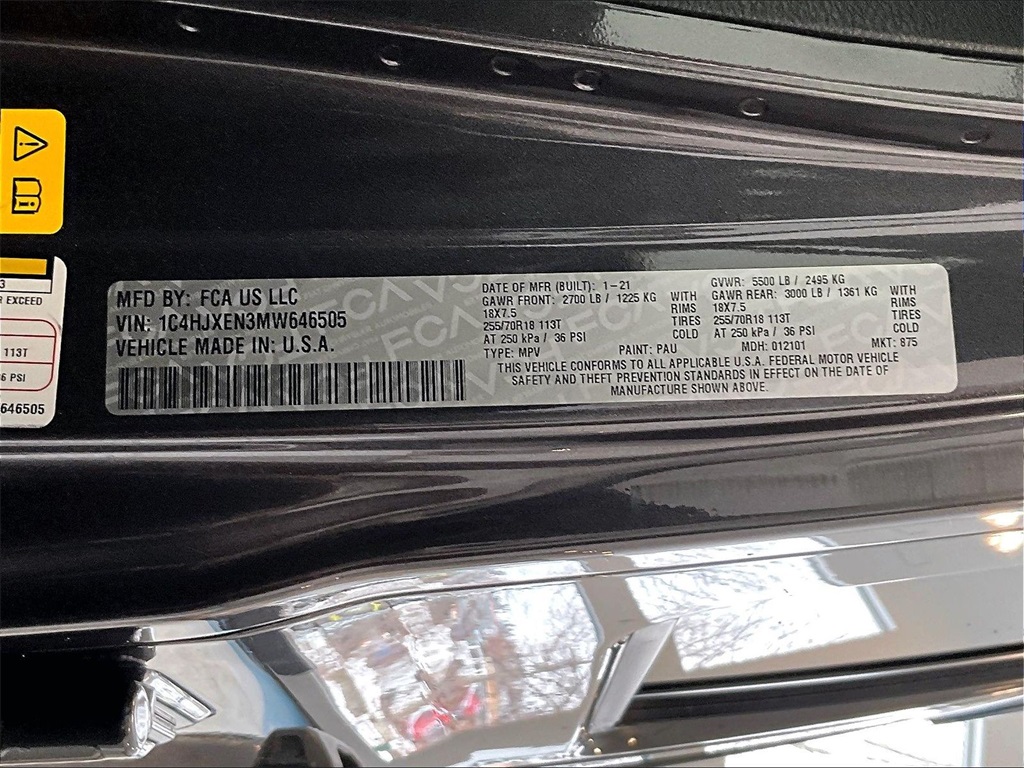 3
R EXCEED
113T
6 PSI
646505
MFD BY: FCA US LLC
VIN: 1C4HJXEN3MW646505
VEHICLE MADE IN: U.S.A.
DATE OF MFR (BUILT): 1-21
GAWR FRONT: 2700 LB / 1225 KG WITH
18X7.5 RIMS
255/70R18 113T TIRES
AT 250 kPa / 36 PSI COLD
GVWR: 5500 LB / 2495 KG
GAWR REAR: 3000 LB / 1361 KG WITH
18X7.5 RIMS
255/70R18 113T TIRES
AT 250 kPa / 36 PSI COLD
TYPE: MPV PAINT: PAU MDH: 012101 MKT: 875
THIS VEHICLE CONFORMS TO ALL APPLICABLE U.S.A. FEDERAL MOTOR VEHICLE
SAFETY AND THEFT PREVENTION STANDARDS IN EFFECT ON THE DATE OF
MANUFACTURE SHOWN ABOVE.